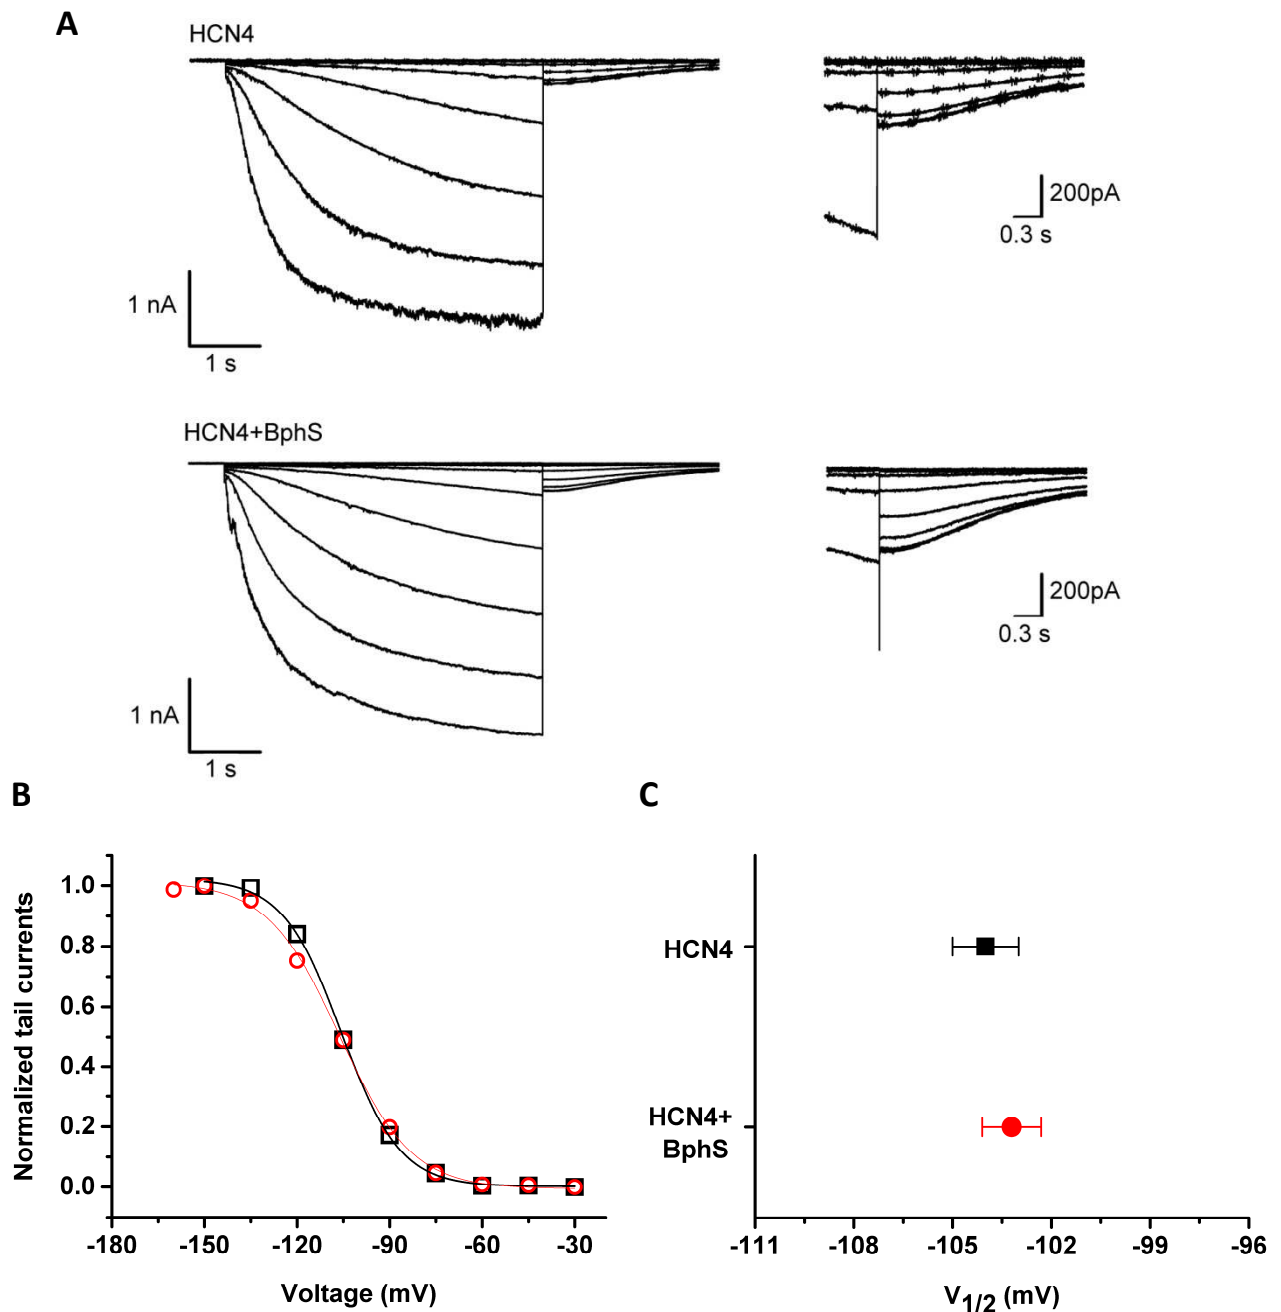 A
HCN4
1 nA
1 s
200pA
0.3 s
HCN4+BphS
1 nA
1 s
200pA
0.3 s
B
Normalized tail currents
1.0
0.8
0.6
0.4
0.2
0.0
-180 -150 -120 -90 -60 -30
Voltage (mV)
C
HCN4
HCN4+
BphS
-111 -108 -105 -102 -99 -96
V1/2 (mV)